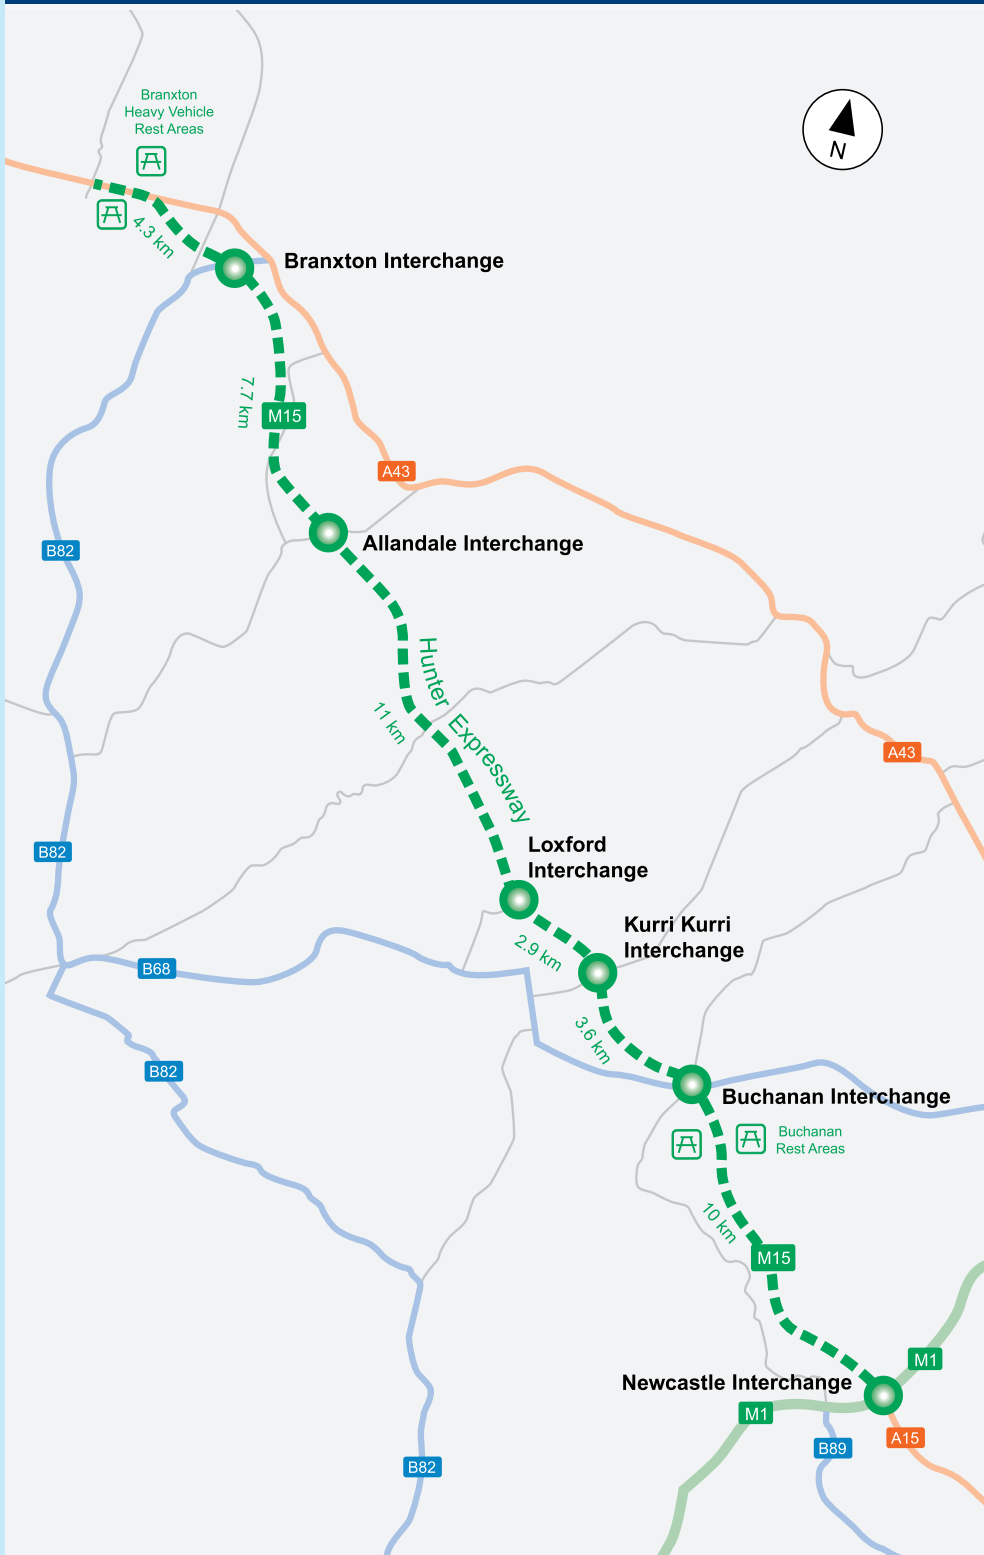 Branxton
Heavy Vehicle
Rest Areas
N
4.3 km
Branxton Interchange
7.7 km
M15
A43
Allandale Interchange
B82
Hunter
Expressway
11 km
A43
B82
Loxford
Interchange
Kurri Kurri
Interchange
2.9 km
B68
3.6 km
B82
Buchanan Interchange
Buchanan
Rest Areas
10 km
M15
M1
Newcastle Interchange
M1
A15
B89
B82